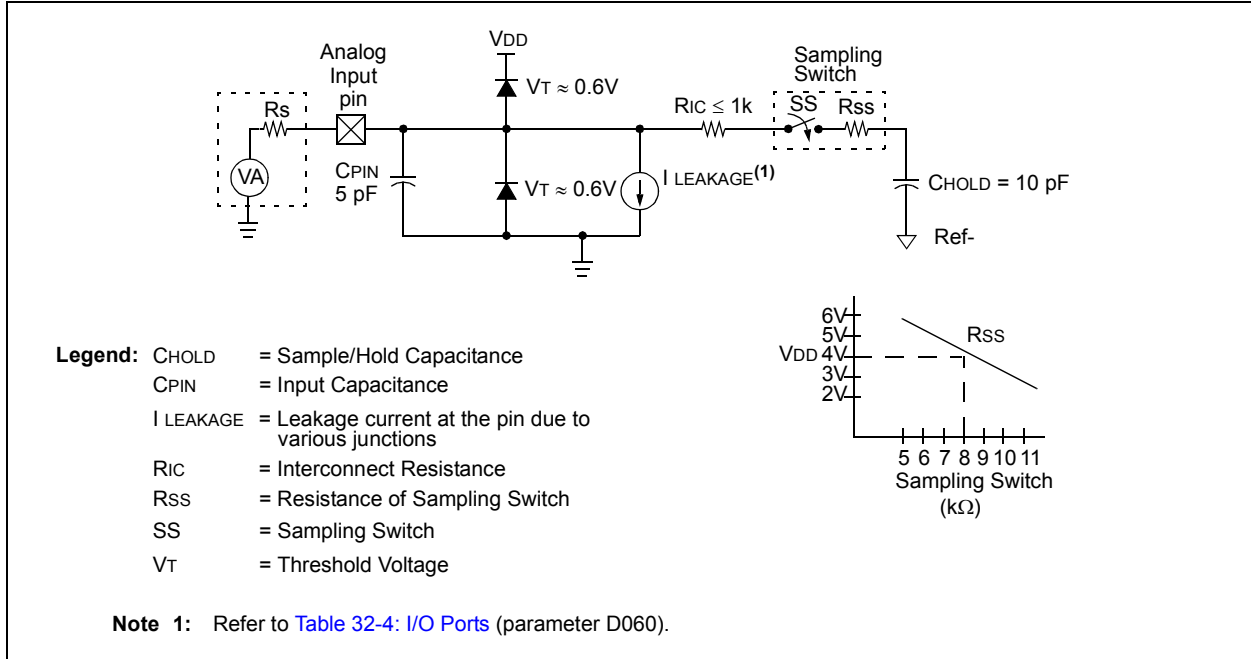 VDD
Sampling
Switch
Analog
Input
pin
VT ≈ 0.6V
RIC ≤ 1k
SS
Rss
Rs
VA
CPIN
5 pF
VT ≈ 0.6V
I LEAKAGE(1)
CHOLD = 10 pF
Ref-
6V
5V
VDD 4V
3V
2V
RSS
5 6 7 8 9 10 11
Sampling Switch
(kΩ)
Legend: CHOLD = Sample/Hold Capacitance
CPIN = Input Capacitance
I LEAKAGE = Leakage current at the pin due to
various junctions
RIC = Interconnect Resistance
RSS = Resistance of Sampling Switch
SS = Sampling Switch
VT = Threshold Voltage
Note 1: Refer to Table 32-4: I/O Ports (parameter D060).